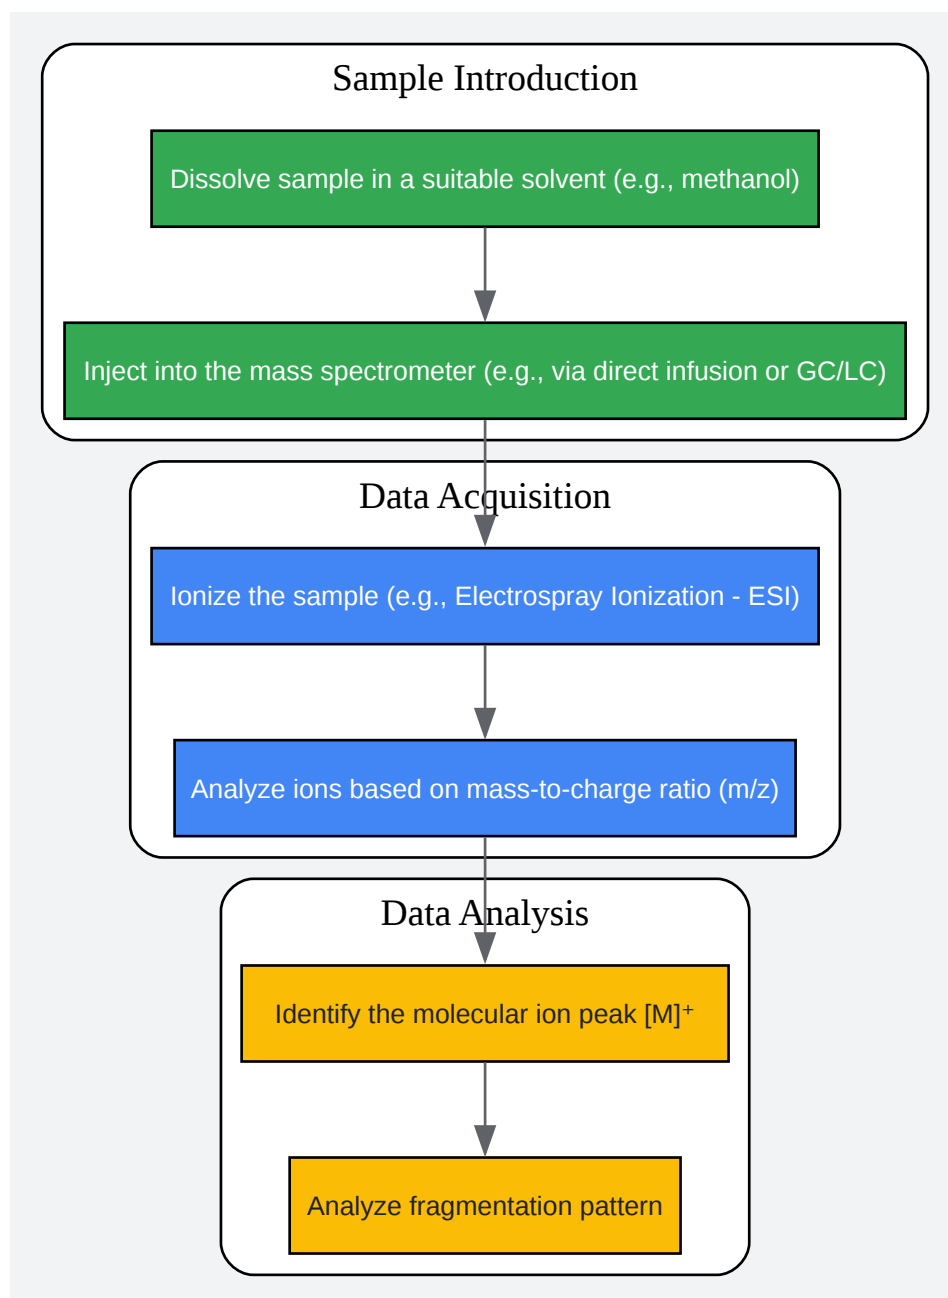 Sample Introduction
Dissolve sample in a suitable solvent (e.g., methanol)
Inject into the mass spectrometer (e.g., via direct infusion or GC/LC)
Data Acquisition
Ionize the sample (e.g., Electrospray Ionization - ESI)
Analyze ions based on mass-to-charge ratio (m/z)
Data Analysis
Identify the molecular ion peak [M]⁺
Analyze fragmentation pattern